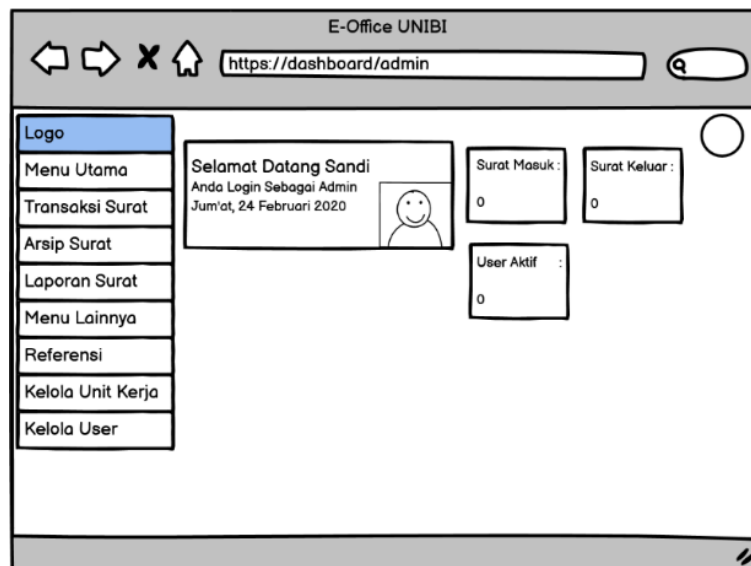 E-Office UNIBI
https://dashboard/admin
Logo
Menu Utama
Transaksi Surat
Arsip Surat
Laporan Surat
Menu Lainnya
Referensi
Kelola Unit Kerja
Kelola User
Selamat Datang Sandi
Anda Login Sebagai Admin
Jum'at, 24 Februari 2020
Surat Masuk :
0
Surat Keluar :
0
User Aktif :
0